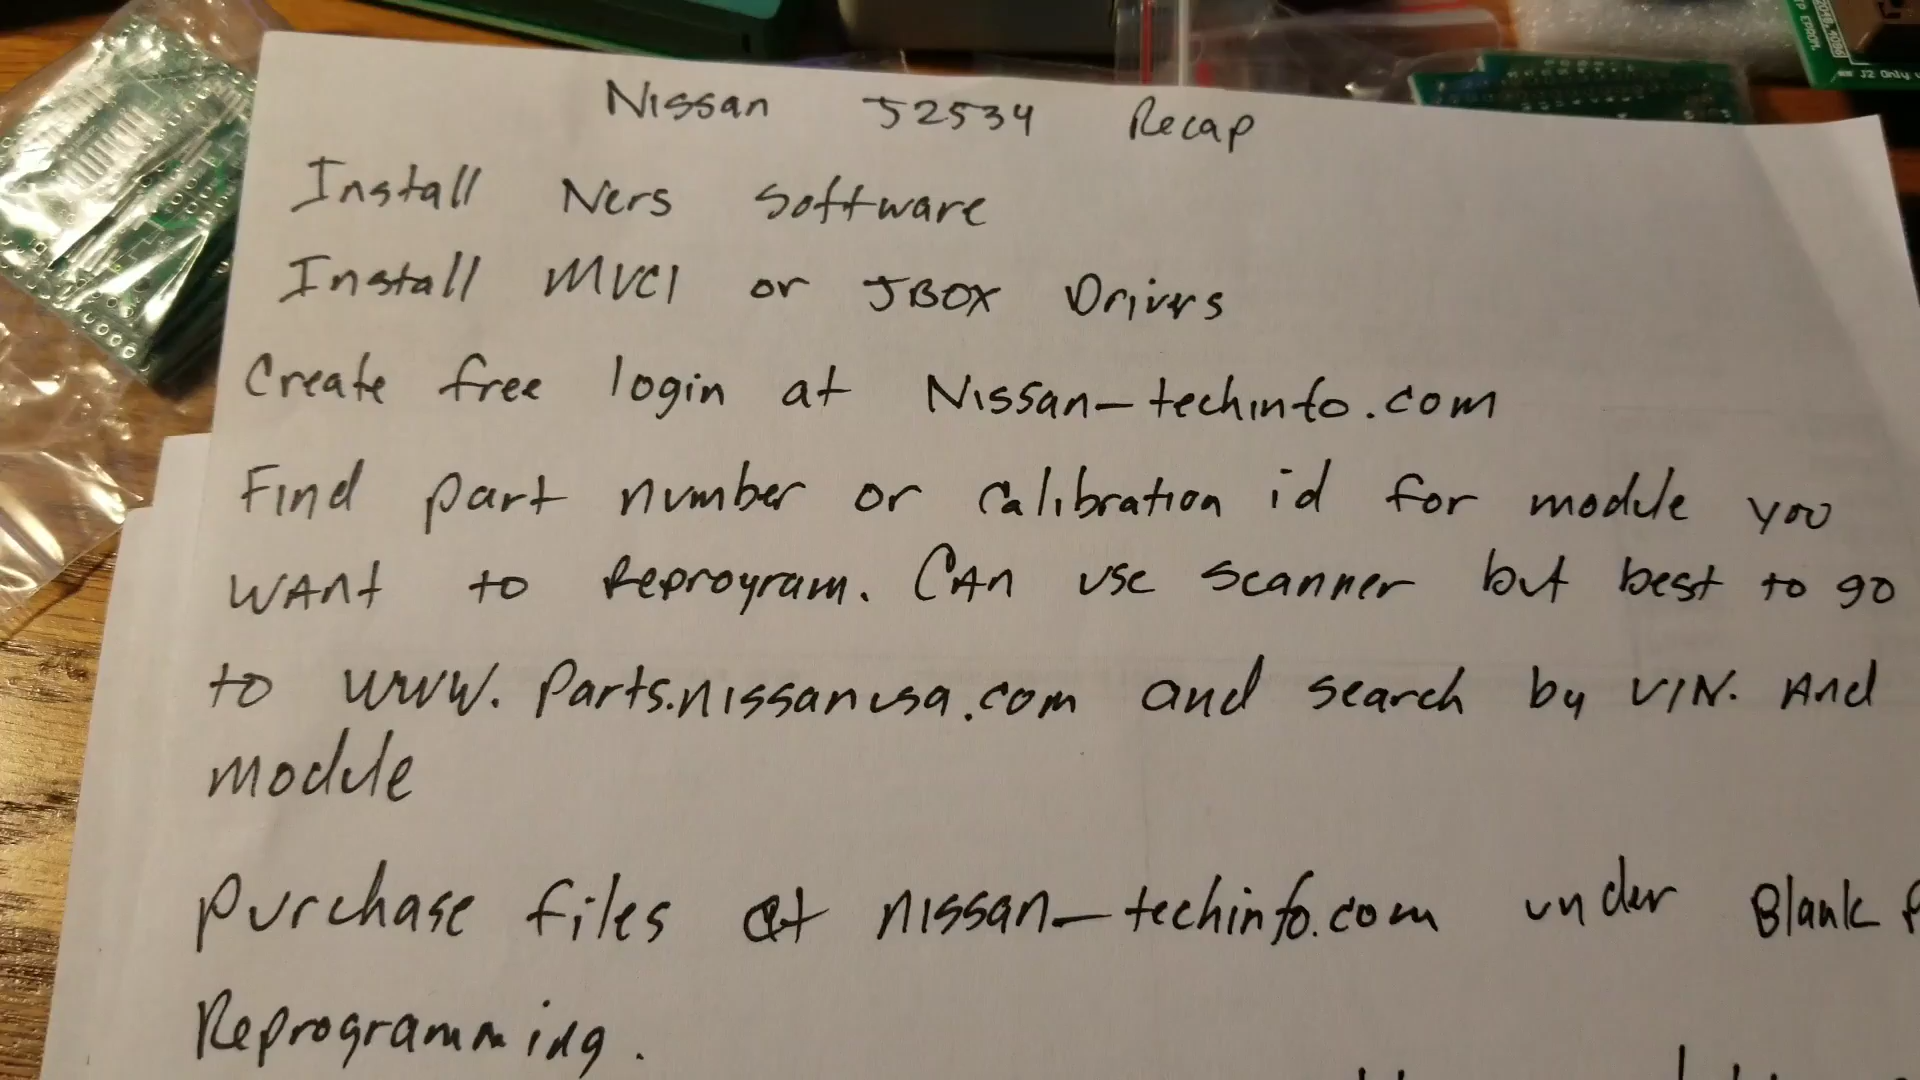 Nissan J2534 Recap
Install Ners software
Install MVCI or JBOX Drivers
Create free login at Nissan-techinfo.com
Find part number or calibration id for module you
WANt to Reprogram. CAn use scanner but best to go
to www.parts.nissanusa.com and search by VIN. And
module
purchase files at nissan-techinfo.com under Blank
Reprogramming.
J2 Only